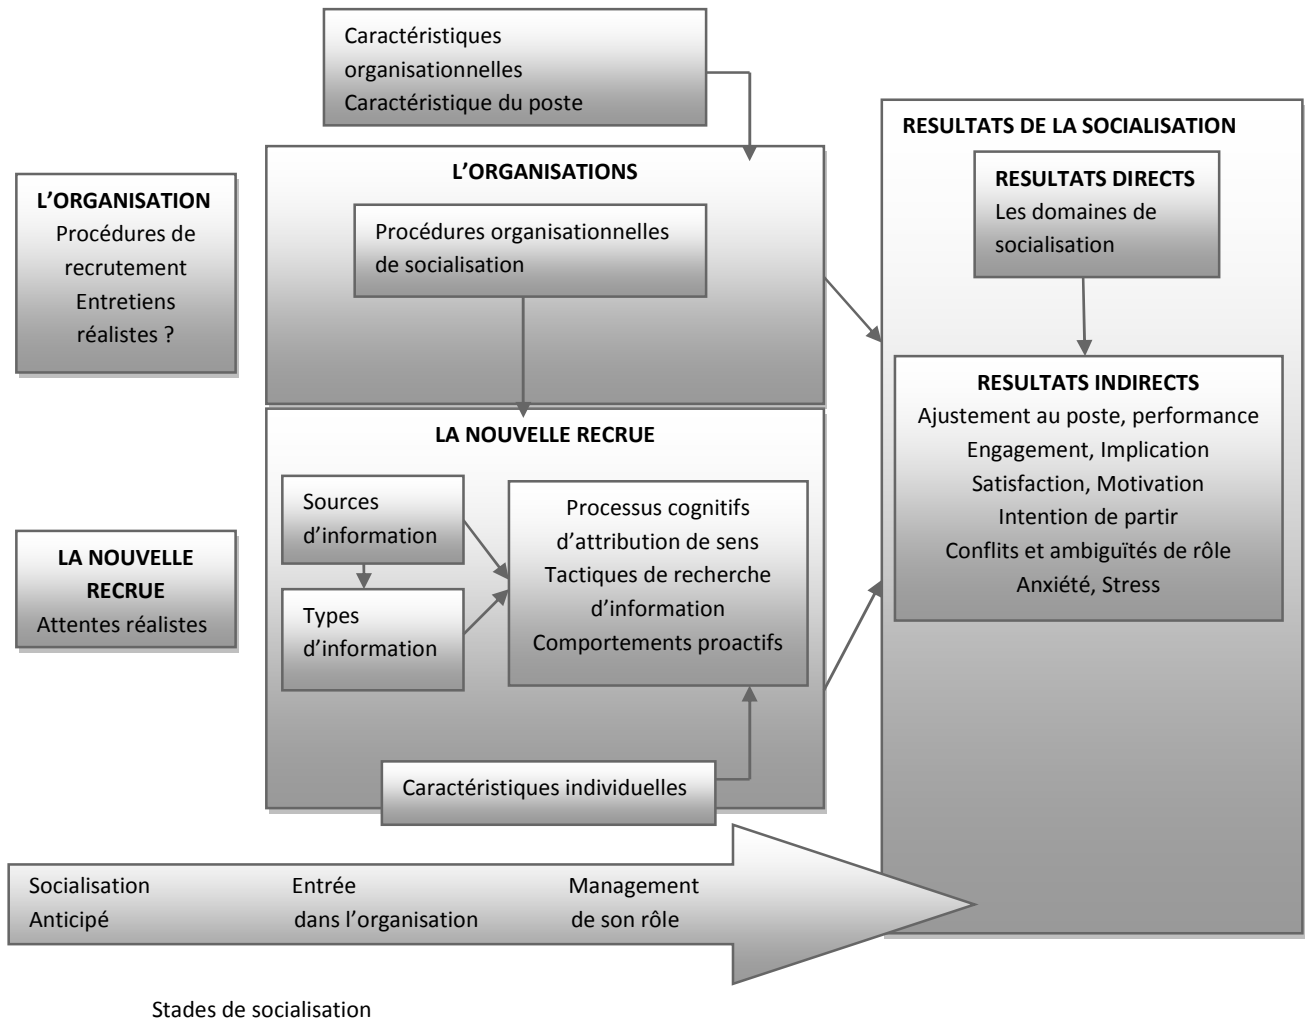 Caractéristiques
organisationnelles
Caractéristique du poste
L’ORGANISATION
Procédures de
recrutement
Entretiens
réalistes ?
L’ORGANISATIONS
Procédures organisationnelles
de socialisation
RESULTATS DE LA SOCIALISATION
RESULTATS DIRECTS
Les domaines de
socialisation
RESULTATS INDIRECTS
Ajustement au poste, performance
Engagement, Implication
Satisfaction, Motivation
Intention de partir
Conflits et ambiguïtés de rôle
Anxiété, Stress
LA NOUVELLE
RECRUE
Attentes réalistes
LA NOUVELLE RECRUE
Sources
d’information
Types
d’information
Processus cognitifs
d’attribution de sens
Tactiques de recherche
d’information
Comportements proactifs
Caractéristiques individuelles
Socialisation
Anticipé
Entrée
dans l’organisation
Management
de son rôle
Stades de socialisation